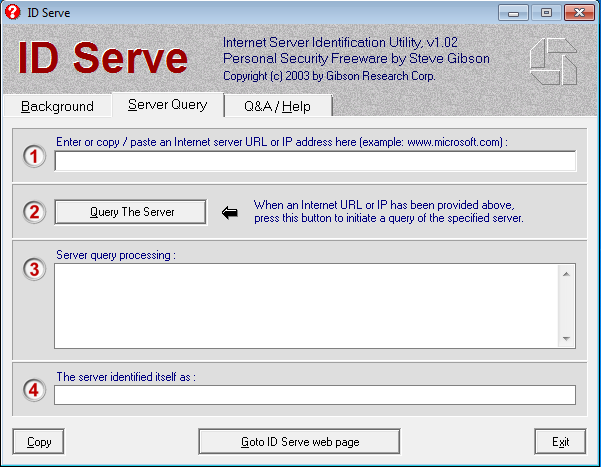 ID Serve
ID Serve
Internet Server Identification Utility, v1.02
Personal Security Freeware by Steve Gibson
Copyright (c) 2003 by Gibson Research Corp.
Background
Server Query
Q&A / Help
1
Enter or copy / paste an Internet server URL or IP address here (example: www.microsoft.com) :
2
Query The Server
When an Internet URL or IP has been provided above,
press this button to initiate a query of the specified server.
3
Server query processing :
4
The server identified itself as :
Copy
Goto ID Serve web page
Exit